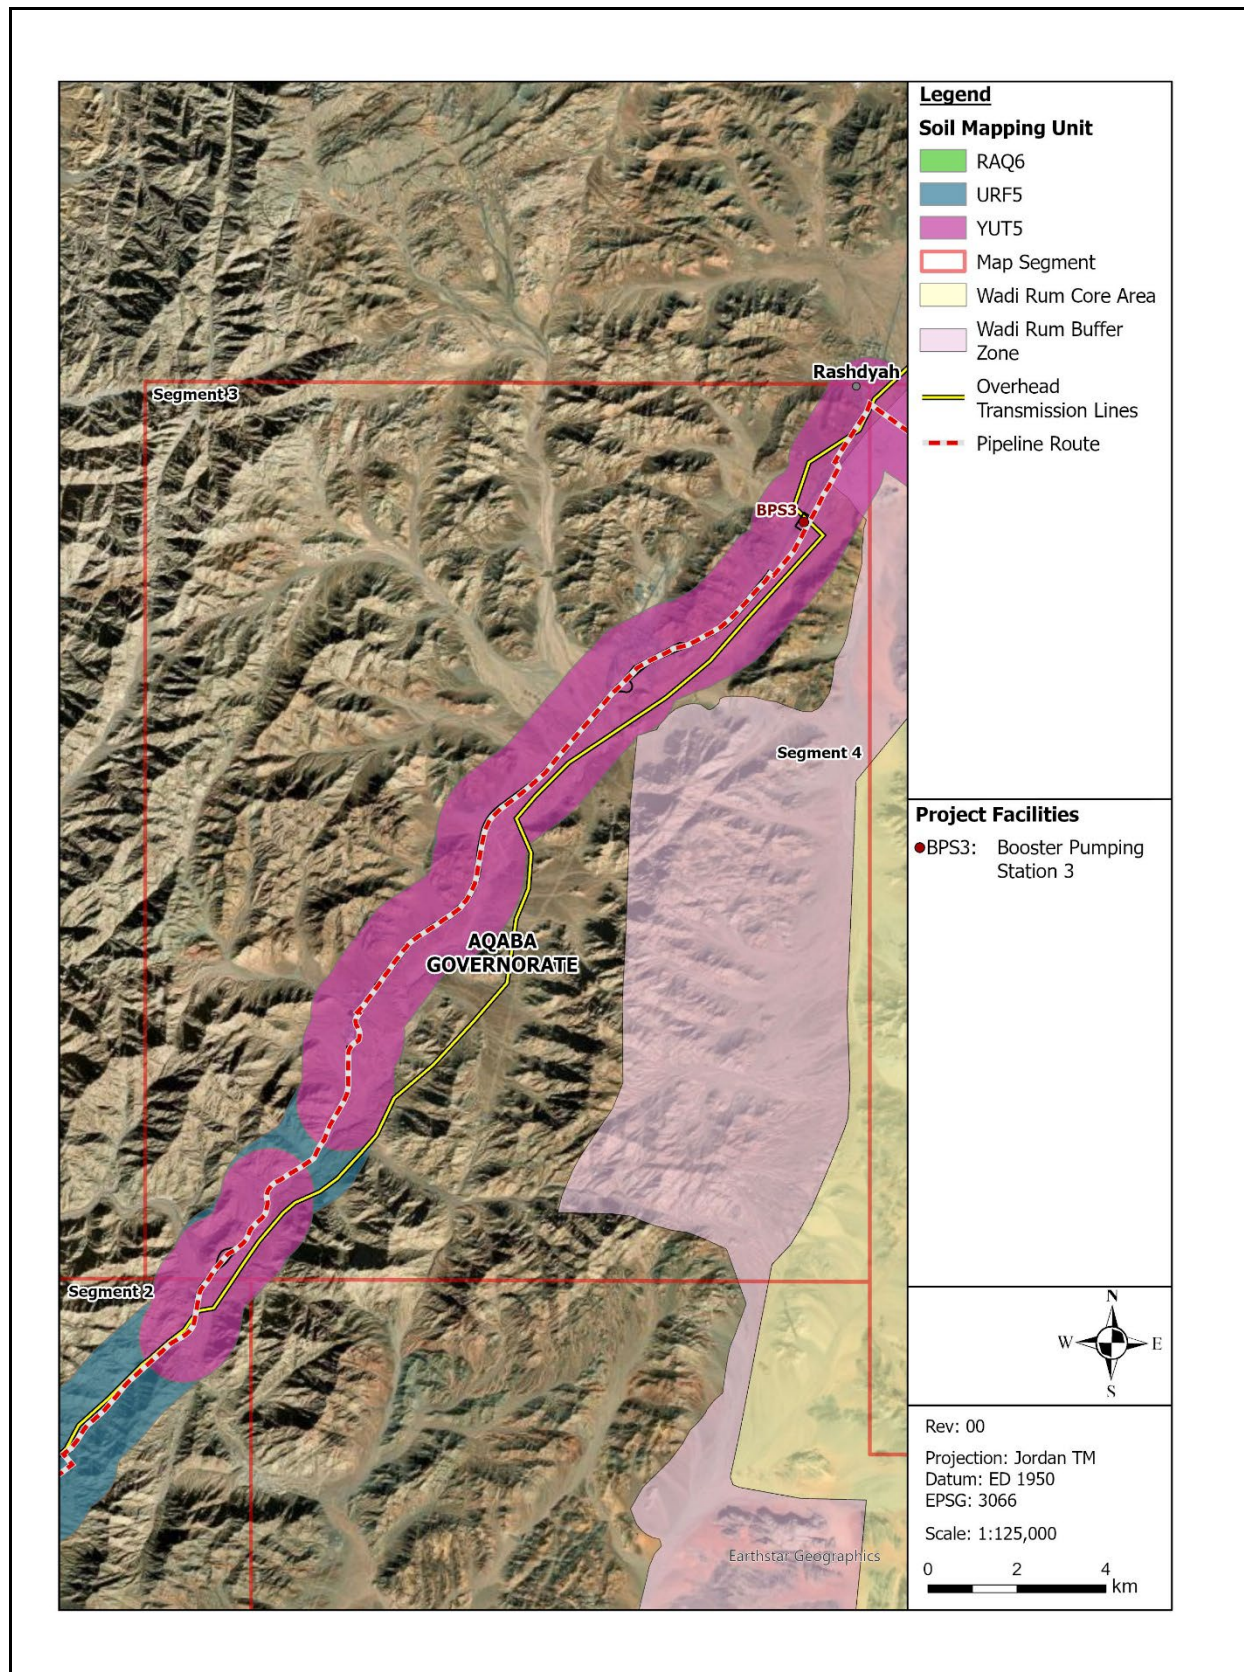 Legend
Soil Mapping Unit
RAQ6
URF5
YUT5
Map Segment
Wadi Rum Core Area
Wadi Rum Buffer
Zone
Overhead
Transmission Lines
Pipeline Route
Rashdyah
Segment 3
BPS3
Segment 4
AQABA
GOVERNORATE
Segment 2
Earthstar Geographics
Project Facilities
BPS3: Booster Pumping
Station 3
N
W E
S
Rev: 00
Projection: Jordan TM
Datum: ED 1950
EPSG: 3066
Scale: 1:125,000
0 2 4
km